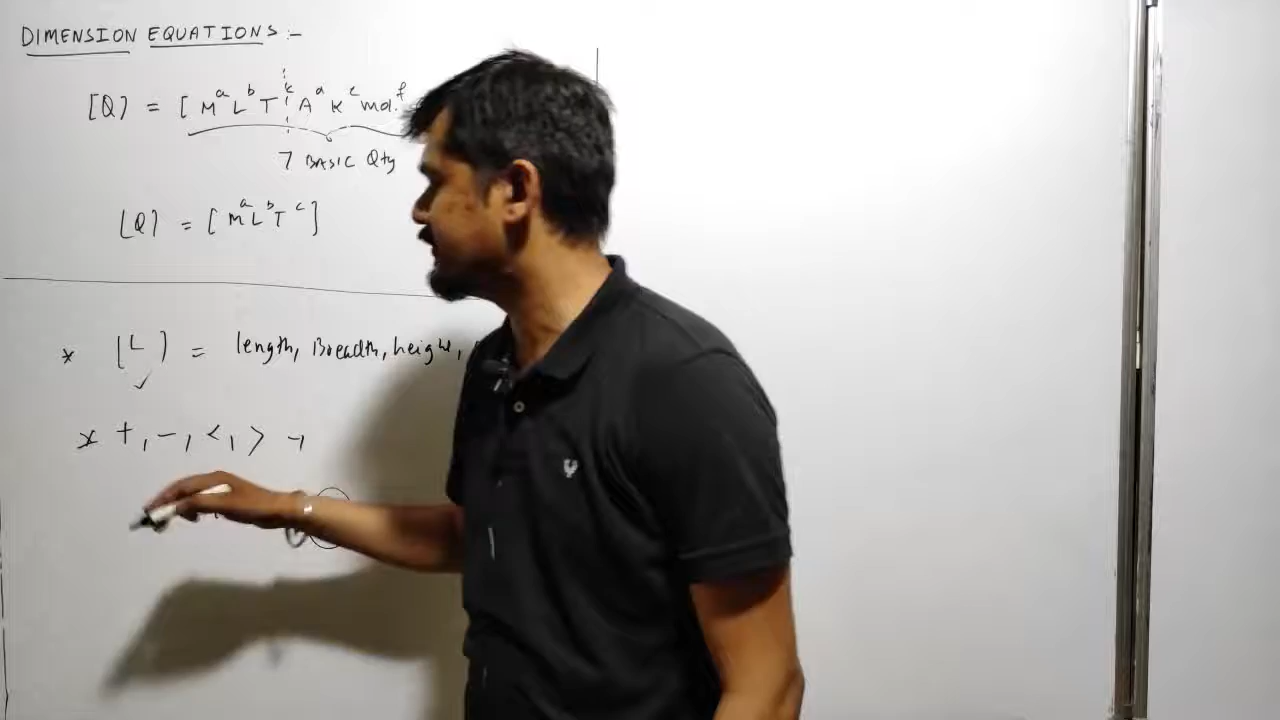 DIMENSION EQUATIONS :-
[Q] = [ M^a L^b T^c A^d K^e mol.^f
7 BASIC Qty
[Q] = [ M^a L^b T^c ]
* [L] = length, Breadth, height,
✓
* +, -, <, >